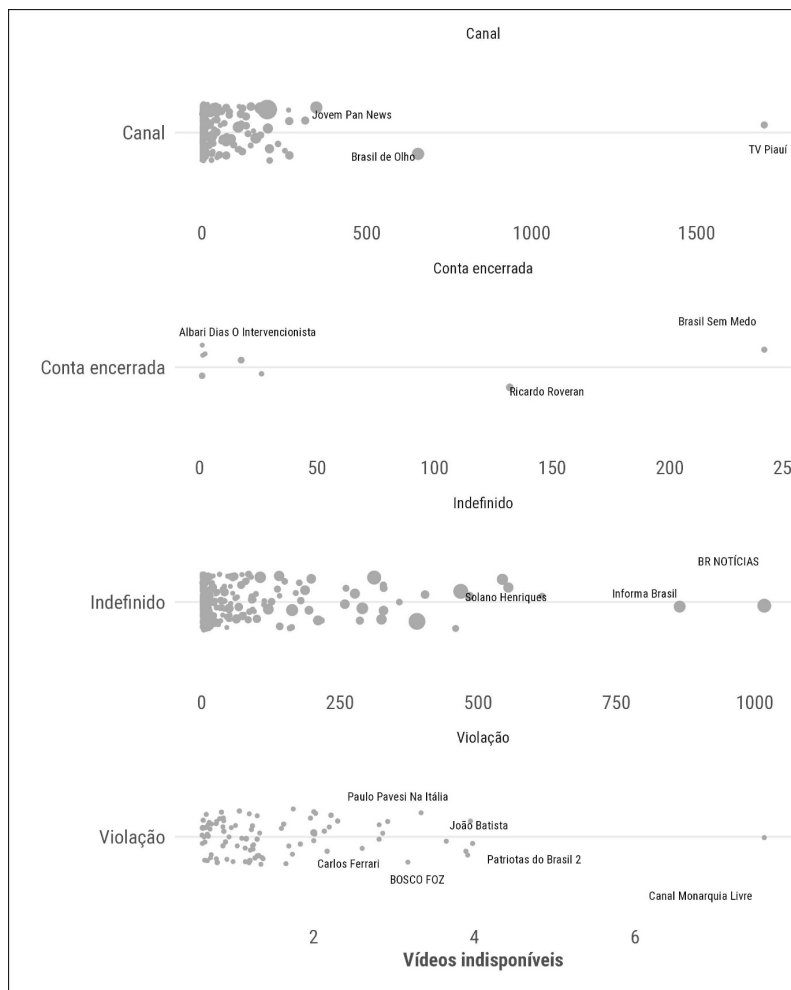 Canal
Jovem Pan News
Canal
Brasil de Olho
TV Piauí
0 500 1000 1500
Conta encerrada
Brasil Sem Medo
Albari Dias O Intervencionista
Conta encerrada
Ricardo Roveran
0 50 100 150 200 25
Indefinido
BR NOTÍCIAS
Informa Brasil
Solano Henriques
Indefinido
0 250 500 750 1000
Violação
Paulo Pavesi Na Itália
João Batista
Violação
Carlos Ferrari
Patriotas do Brasil 2
BOSCO FOZ
Canal Monarquia Livre
2 4 6
Vídeos indisponíveis